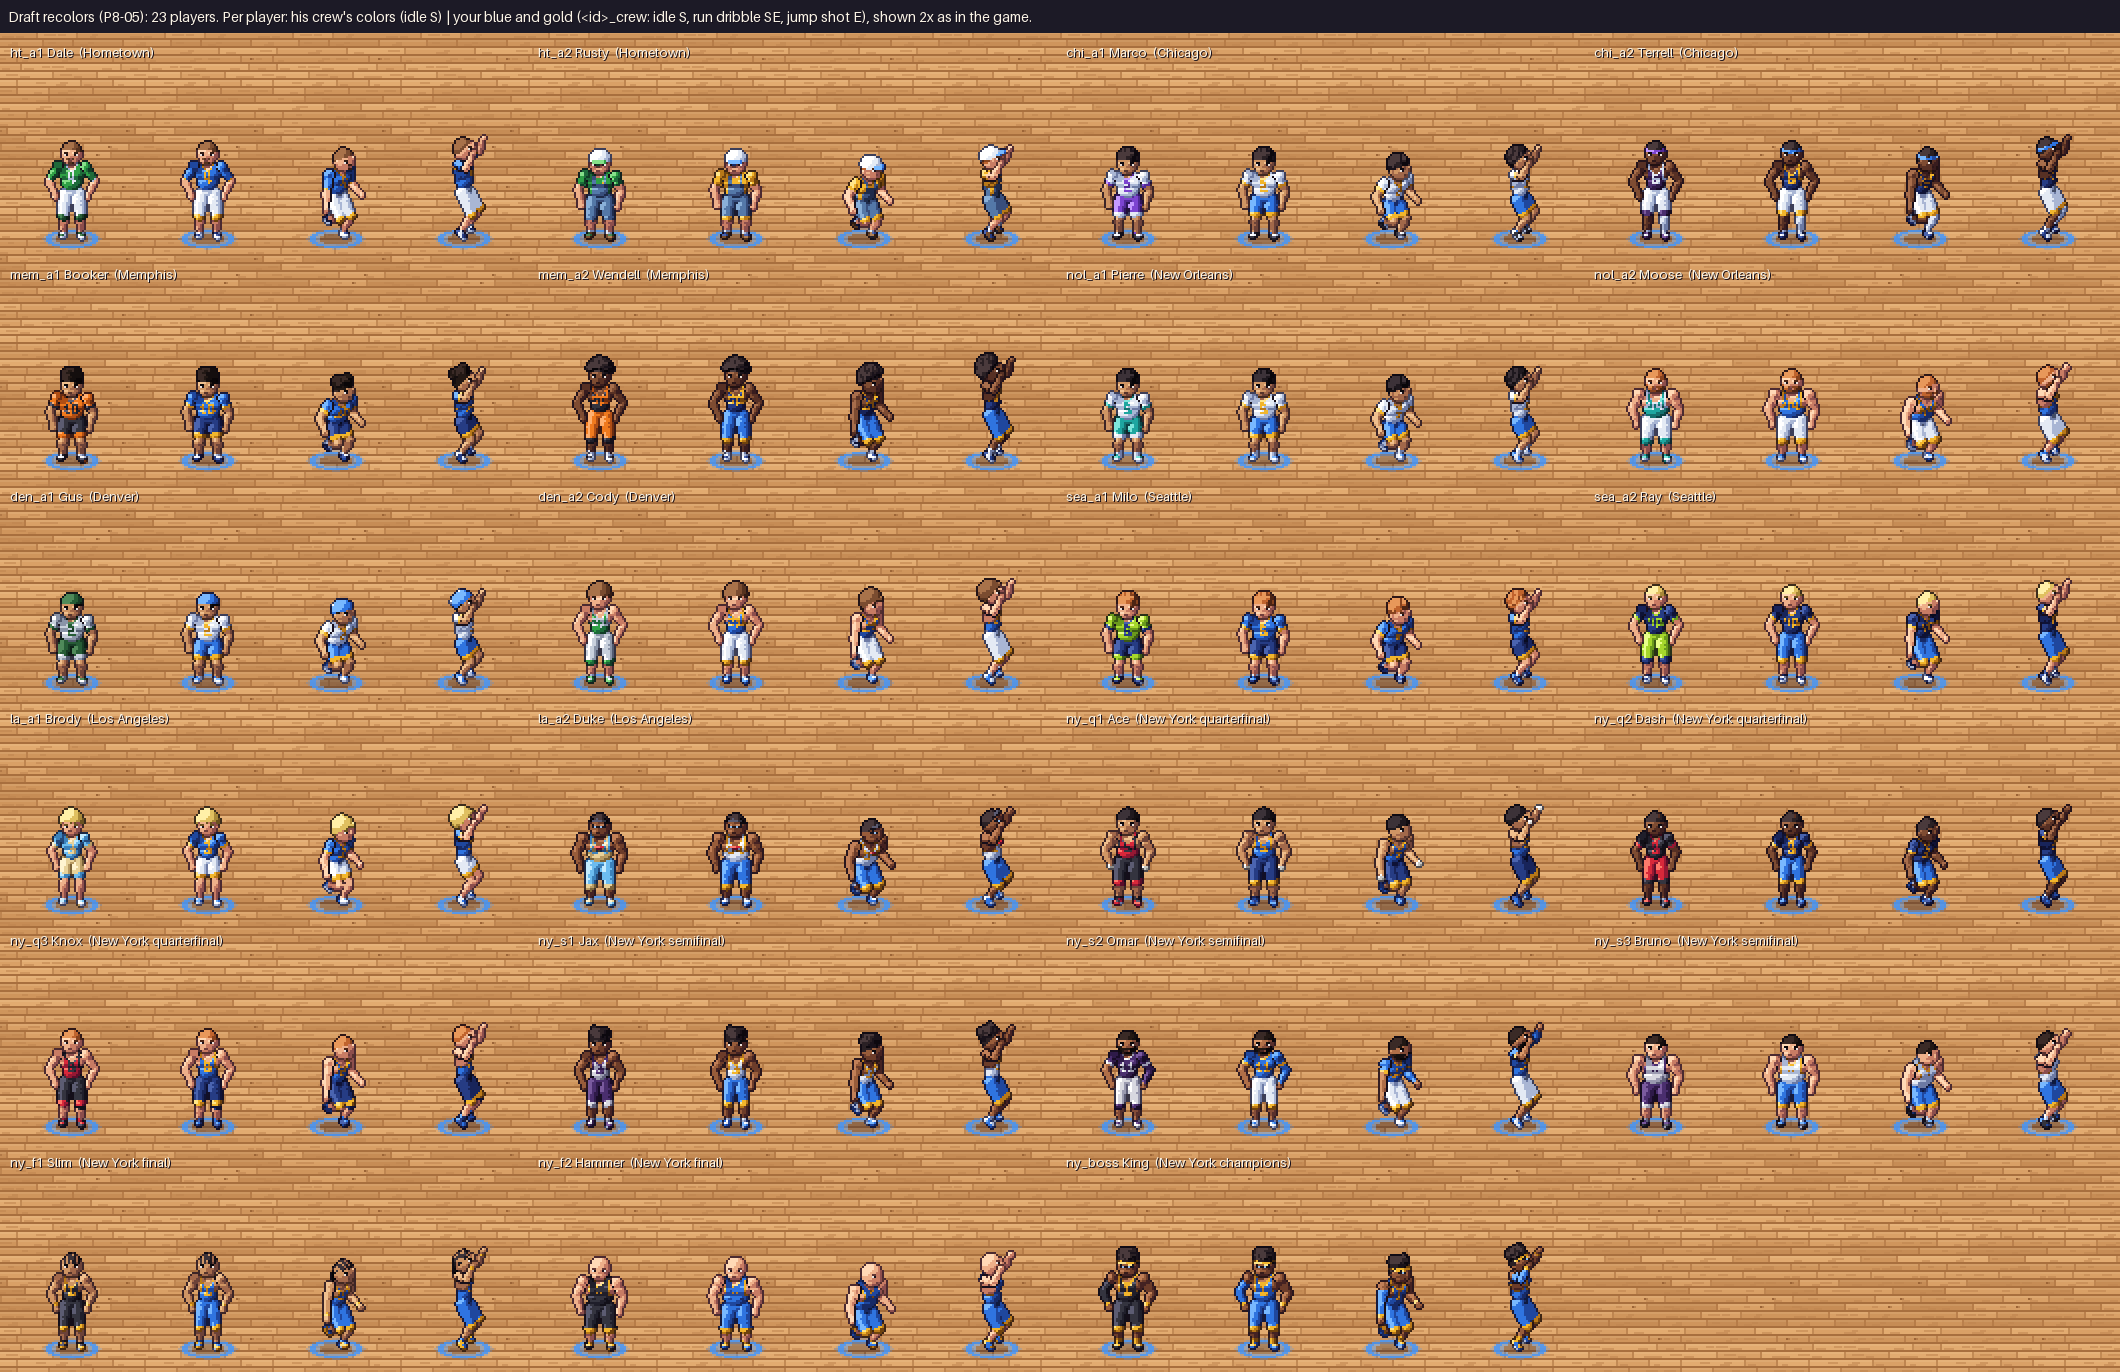 Draft recolors (P8-05): 23 players. Per player: his crew's colors (idle S) | your blue and gold (<id>_crew: idle S, run dribble SE, jump shot E), shown 2x as in the game.
ht_a1 Dale (Hometown)
ht_a2 Rusty (Hometown)
chi_a1 Marco (Chicago)
chi_a2 Terrell (Chicago)
mem_a1 Booker (Memphis)
mem_a2 Wendell (Memphis)
nol_a1 Pierre (New Orleans)
nol_a2 Moose (New Orleans)
den_a1 Gus (Denver)
den_a2 Cody (Denver)
sea_a1 Milo (Seattle)
sea_a2 Ray (Seattle)
la_a1 Brody (Los Angeles)
la_a2 Duke (Los Angeles)
ny_q1 Ace (New York quarterfinal)
ny_q2 Dash (New York quarterfinal)
ny_q3 Knox (New York quarterfinal)
ny_s1 Jax (New York semifinal)
ny_s2 Omar (New York semifinal)
ny_s3 Bruno (New York semifinal)
ny_f1 Slim (New York final)
ny_f2 Hammer (New York final)
ny_boss King (New York champions)